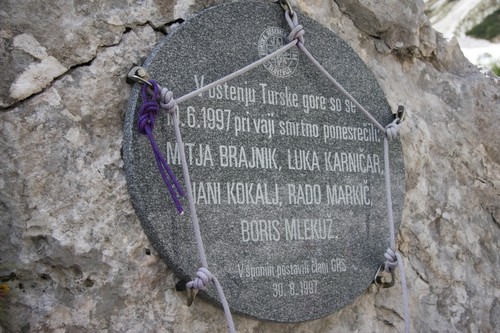 V ostenju Turske gore so se
.6.1997 pri vaji smrtno ponesrečili
MITJA BRAJNIK, LUKA KARNIČAR,
JANI KOKALJ, RADO MARKIČ,
BORIS MLEKUŽ.
V spomin postavili člani GRS
30. 8. 1997